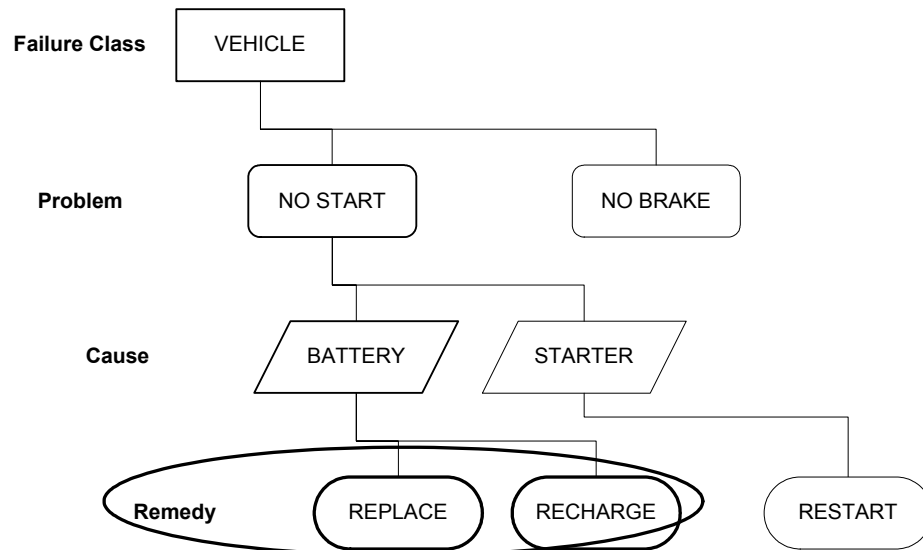 Failure Class
VEHICLE
Problem
NO START
NO BRAKE
Cause
BATTERY
STARTER
Remedy
REPLACE
RECHARGE
RESTART